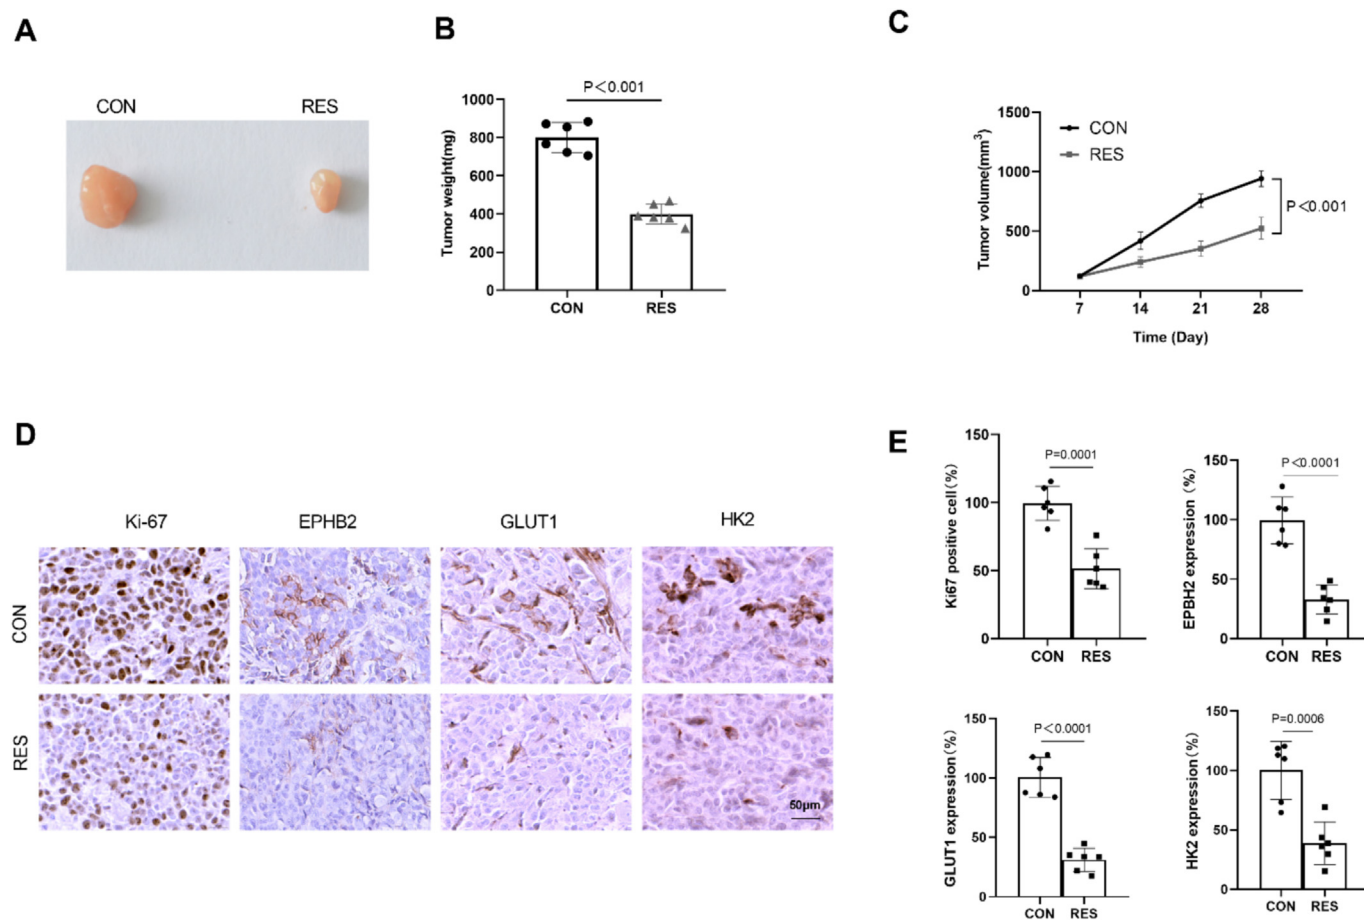 A
CON
RES
B
P<0.001
Tumor weight(mg)
1000
800
600
400
200
0
CON
RES
C
Tumor volume(mm³)
1500
1000
500
0
CON
RES
P<0.001
7
14
21
28
Time (Day)
D
Ki-67
EPHB2
GLUT1
HK2
CON
RES
50μm
E
Ki67 positive cell(%)
150
100
50
0
P=0.0001
CON
RES
EPBH2 expression (%)
150
100
50
0
P<0.0001
CON
RES
GLUT1 expression(%)
150
100
50
0
P<0.0001
CON
RES
HK2 expression(%)
150
100
50
0
P=0.0006
CON
RES